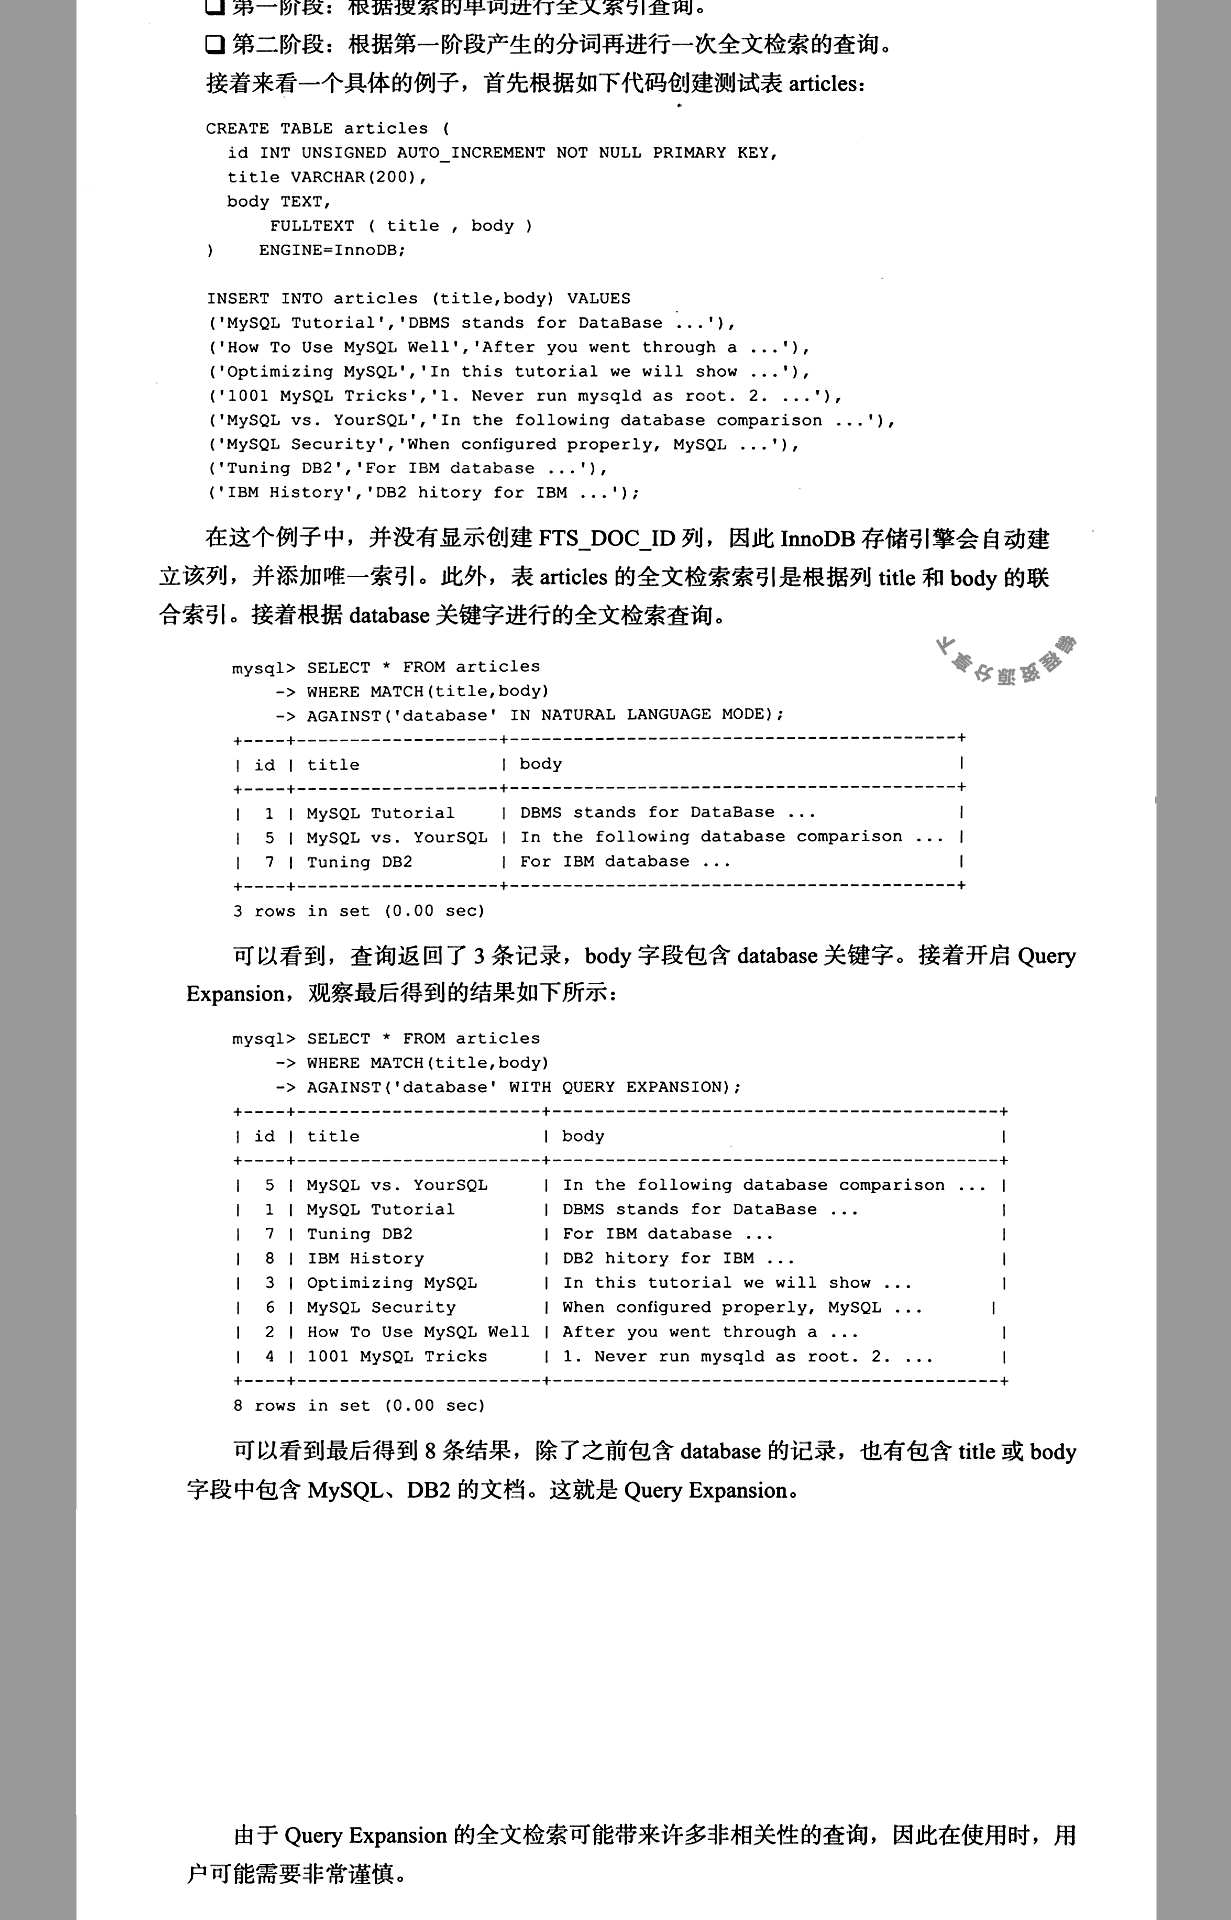 ❑ 第一阶段：根据搜索的单词进行全文索引查询。
❑ 第二阶段：根据第一阶段产生的分词再进行一次全文检索的查询。
接着来看一个具体的例子，首先根据如下代码创建测试表 articles：
CREATE TABLE articles (
  id INT UNSIGNED AUTO_INCREMENT NOT NULL PRIMARY KEY,
  title VARCHAR(200),
  body TEXT,
      FULLTEXT ( title , body )
)    ENGINE=InnoDB;
INSERT INTO articles (title,body) VALUES
('MySQL Tutorial','DBMS stands for DataBase ...'),
('How To Use MySQL Well','After you went through a ...'),
('Optimizing MySQL','In this tutorial we will show ...'),
('1001 MySQL Tricks','1. Never run mysqld as root. 2. ...'),
('MySQL vs. YourSQL','In the following database comparison ...'),
('MySQL Security','When configured properly, MySQL ...'),
('Tuning DB2','For IBM database ...'),
('IBM History','DB2 hitory for IBM ...');
在这个例子中，并没有显示创建 FTS_DOC_ID 列，因此 InnoDB 存储引擎会自动建
立该列，并添加唯一索引。此外，表 articles 的全文检索索引是根据列 title 和 body 的联
合索引。接着根据 database 关键字进行的全文检索查询。
编程资源分享下
mysql> SELECT * FROM articles
    -> WHERE MATCH(title,body)
    -> AGAINST('database' IN NATURAL LANGUAGE MODE);
+----+-------------------+------------------------------------------+
| id | title             | body                                     |
+----+-------------------+------------------------------------------+
|  1 | MySQL Tutorial    | DBMS stands for DataBase ...             |
|  5 | MySQL vs. YourSQL | In the following database comparison ... |
|  7 | Tuning DB2        | For IBM database ...                     |
+----+-------------------+------------------------------------------+
3 rows in set (0.00 sec)
可以看到，查询返回了 3 条记录，body 字段包含 database 关键字。接着开启 Query
Expansion，观察最后得到的结果如下所示：
mysql> SELECT * FROM articles
    -> WHERE MATCH(title,body)
    -> AGAINST('database' WITH QUERY EXPANSION);
+----+-----------------------+------------------------------------------+
| id | title                 | body                                     |
+----+-----------------------+------------------------------------------+
|  5 | MySQL vs. YourSQL     | In the following database comparison ... |
|  1 | MySQL Tutorial        | DBMS stands for DataBase ...             |
|  7 | Tuning DB2            | For IBM database ...                     |
|  8 | IBM History           | DB2 hitory for IBM ...                   |
|  3 | Optimizing MySQL      | In this tutorial we will show ...        |
|  6 | MySQL Security        | When configured properly, MySQL ...      |
|  2 | How To Use MySQL Well | After you went through a ...             |
|  4 | 1001 MySQL Tricks     | 1. Never run mysqld as root. 2. ...      |
+----+-----------------------+------------------------------------------+
8 rows in set (0.00 sec)
可以看到最后得到 8 条结果，除了之前包含 database 的记录，也有包含 title 或 body
字段中包含 MySQL、DB2 的文档。这就是 Query Expansion。
由于 Query Expansion 的全文检索可能带来许多非相关性的查询，因此在使用时，用
户可能需要非常谨慎。